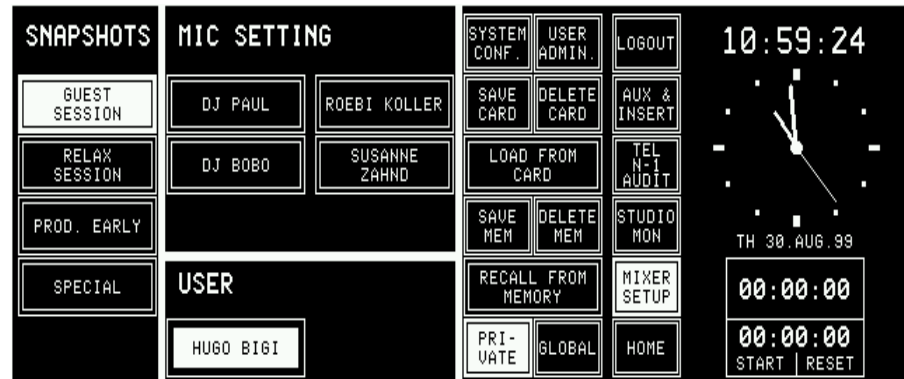 SNAPSHOTS
GUEST
SESSION
RELAX
SESSION
PROD. EARLY
SPECIAL
MIC SETTING
DJ PAUL
ROEBI KOLLER
DJ BOBO
SUSANNE
ZAHND
USER
HUGO BIGI
SYSTEM
CONF.
USER
ADMIN.
LOGOUT
SAVE
CARD
DELETE
CARD
AUX &
INSERT
LOAD FROM
CARD
TEL
N-1
AUDIT
SAVE
MEM
DELETE
MEM
STUDIO
MON
RECALL FROM
MEMORY
MIXER
SETUP
PRI-
VATE
GLOBAL
HOME
10:59:24
TH 30.AUG.99
00:00:00
00:00:00
START | RESET